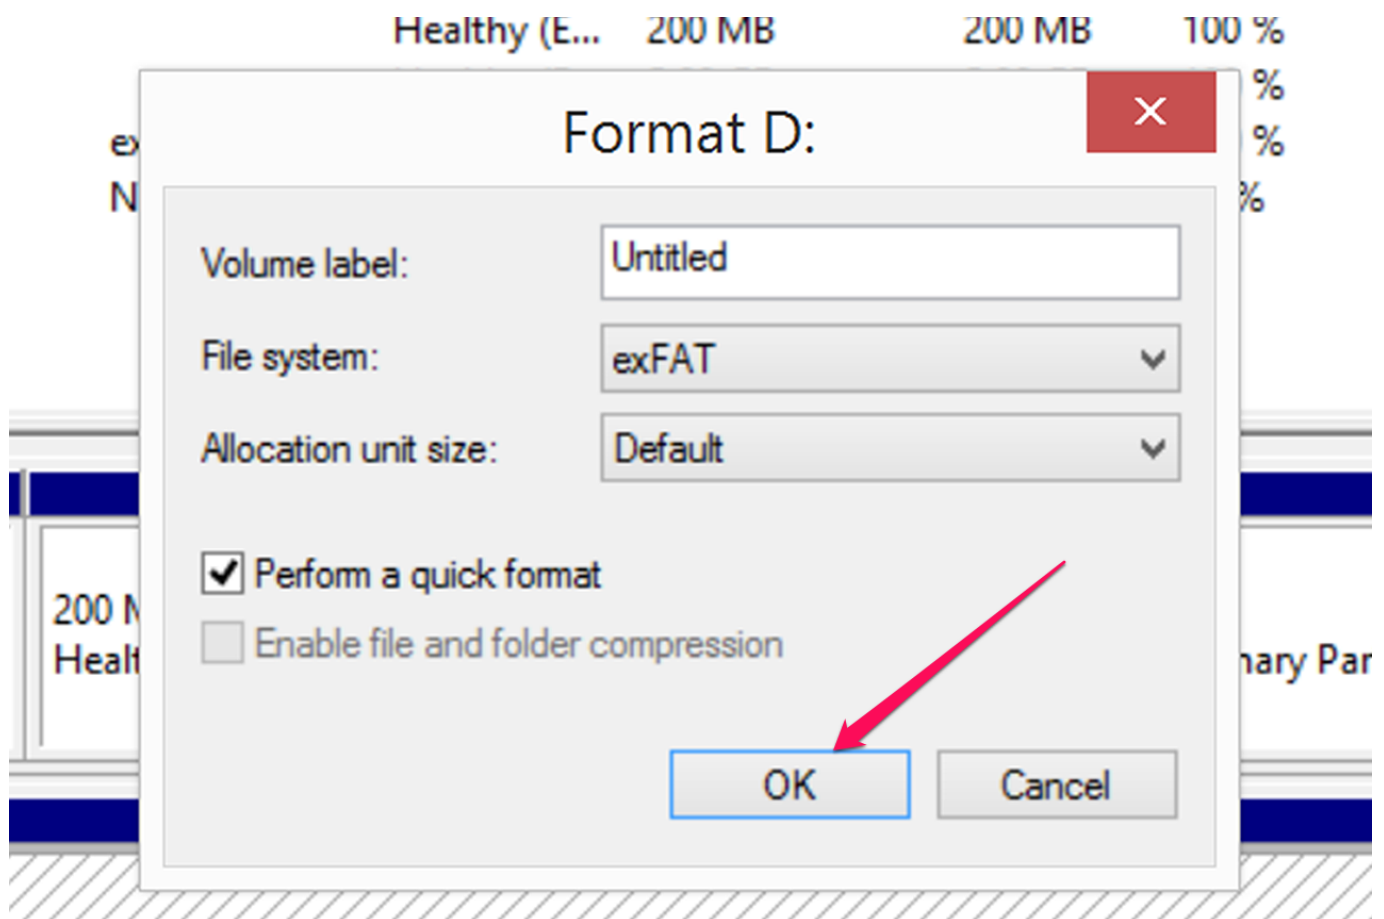 Healthy (E... 200 MB 200 MB 100 %
%
Format D:
%
%
Volume label: Untitled
File system: exFAT
Allocation unit size: Default
Perform a quick format
200
Enable file and folder compression
OK Cancel